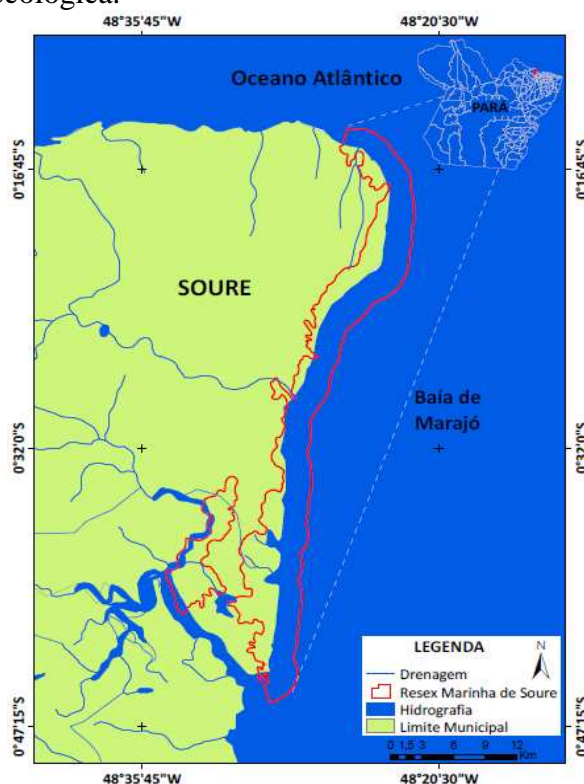 ecológica.
48°35'45"W 48°20'30"W
Oceano Atlântico
PARÁ
0°16'45"S 0°16'45"S
SOURE
Baía de
Marajó
0°32'0"S 0°32'0"S
LEGENDA
N
Drenagem
Resex Marinha de Soure
Hidrografia
Limite Municipal
0 1,5 3 6 9 12
Km
0°47'15"S 0°47'15"S
48°35'45"W 48°20'30"W